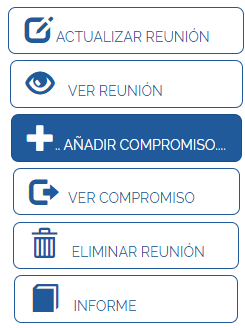 ACTUALIZAR REUNIÓN
VER REUNIÓN
.. AÑADIR COMPROMISO....
VER COMPROMISO
ELIMINAR REUNIÓN
INFORME